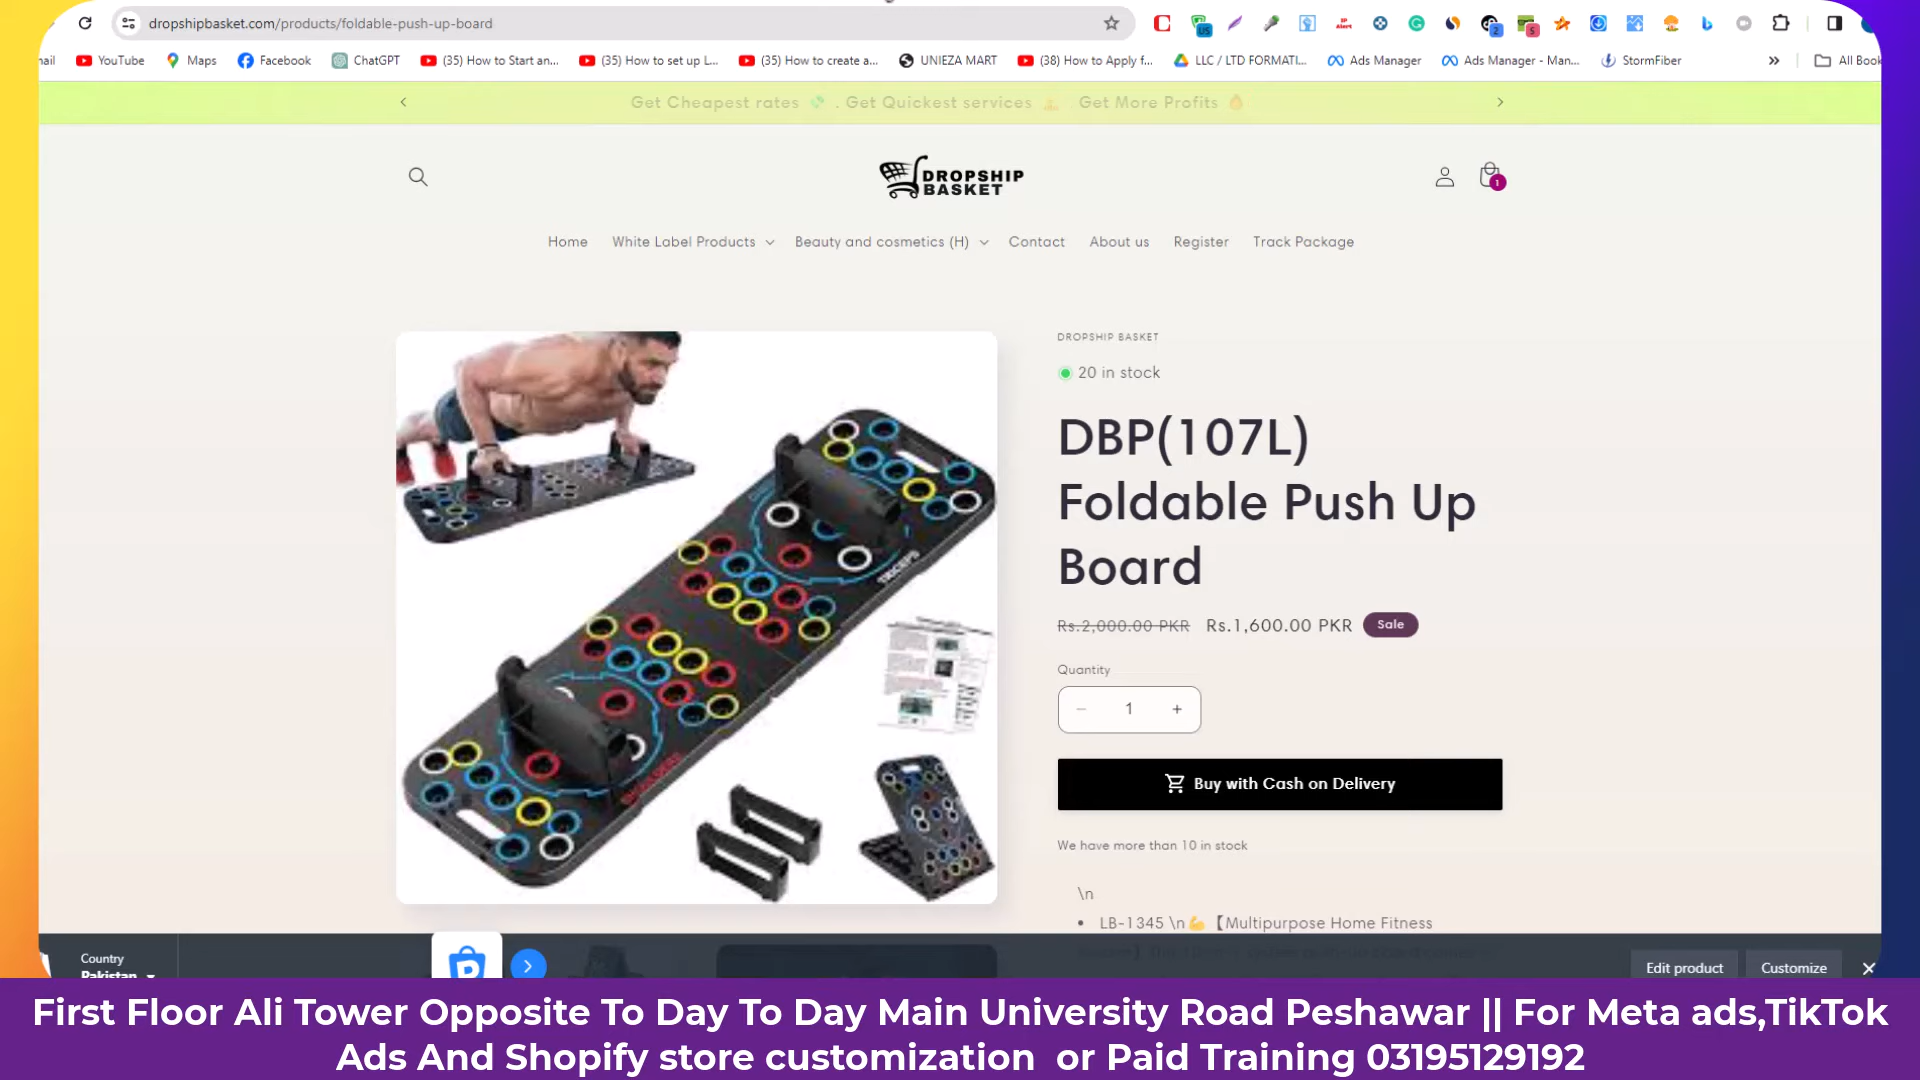 dropshipbasket.com/products/foldable-push-up-board
YouTube Maps Facebook ChatGPT (35) How to Start an... (35) How to set up L... (35) How to create a... UNIEZA MART (38) How to Apply f... LLC / LTD FORMATI... Ads Manager Ads Manager - Man... StormFiber » All Book
Get Cheapest rates . Get Quickest services . Get More Profits
DROPSHIP
BASKET
1
Home White Label Products Beauty and cosmetics (H) Contact About us Register Track Package
DROPSHIP BASKET
20 in stock
DBP(107L)
Foldable Push Up
Board
Rs.2,000.00 PKR Rs.1,600.00 PKR Sale
Quantity
− 1 +
Buy with Cash on Delivery
We have more than 10 in stock
\n
• LB-1345 \n💪【Multipurpose Home Fitness
TRICEPS
Country
Pakistan
Edit product Customize
First Floor Ali Tower Opposite To Day To Day Main University Road Peshawar || For Meta ads,TikTok
Ads And Shopify store customization or Paid Training 03195129192